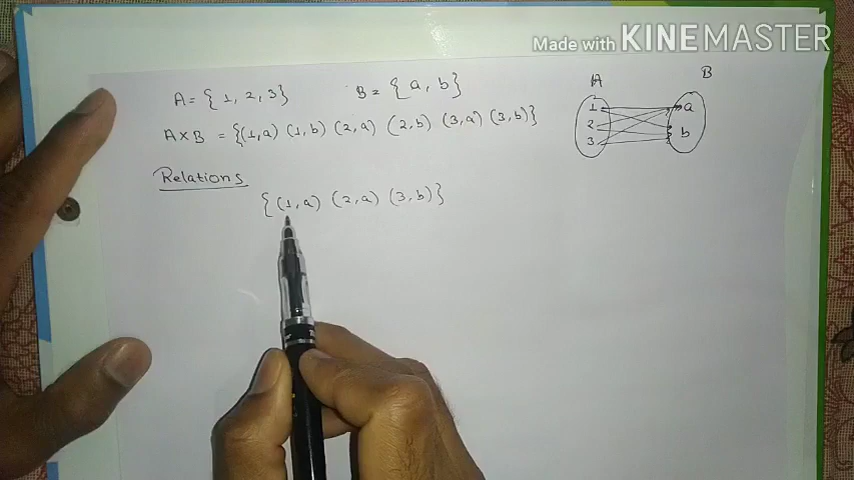 Made with KINEMASTER
A B
A = {1, 2, 3} B = {a, b}
1 a
A x B = {(1, a) (1, b) (2, a) (2, b) (3, a) (3, b)}
2 b
3
Relations
{(1, a) (2, a) (3, b)}